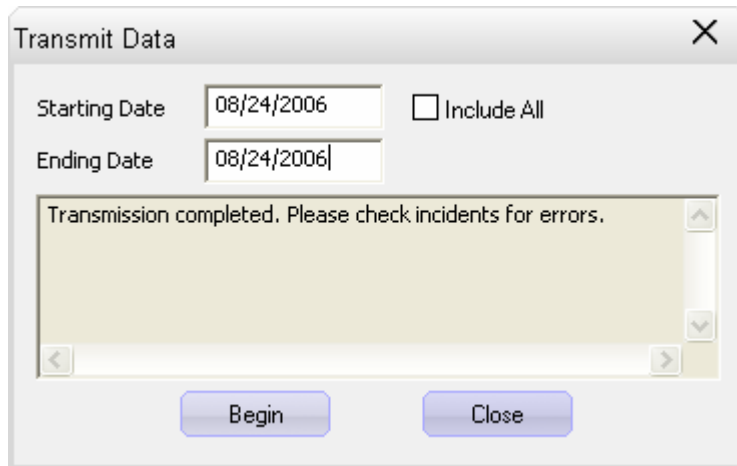 Transmit Data
Starting Date 08/24/2006 Include All
Ending Date 08/24/2006
Transmission completed. Please check incidents for errors.
Begin Close